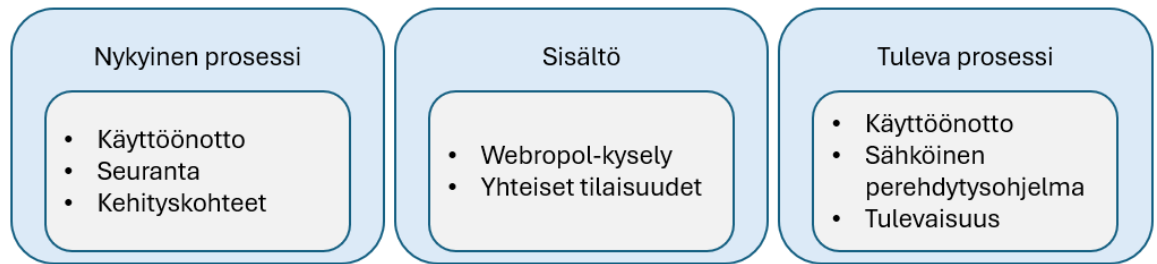 Nykyinen prosessi
• Käyttöönotto
• Seuranta
• Kehityskohteet
Sisältö
• Webropol-kysely
• Yhteiset tilaisuudet
Tuleva prosessi
• Käyttöönotto
• Sähköinen
perehdytysohjelma
• Tulevaisuus